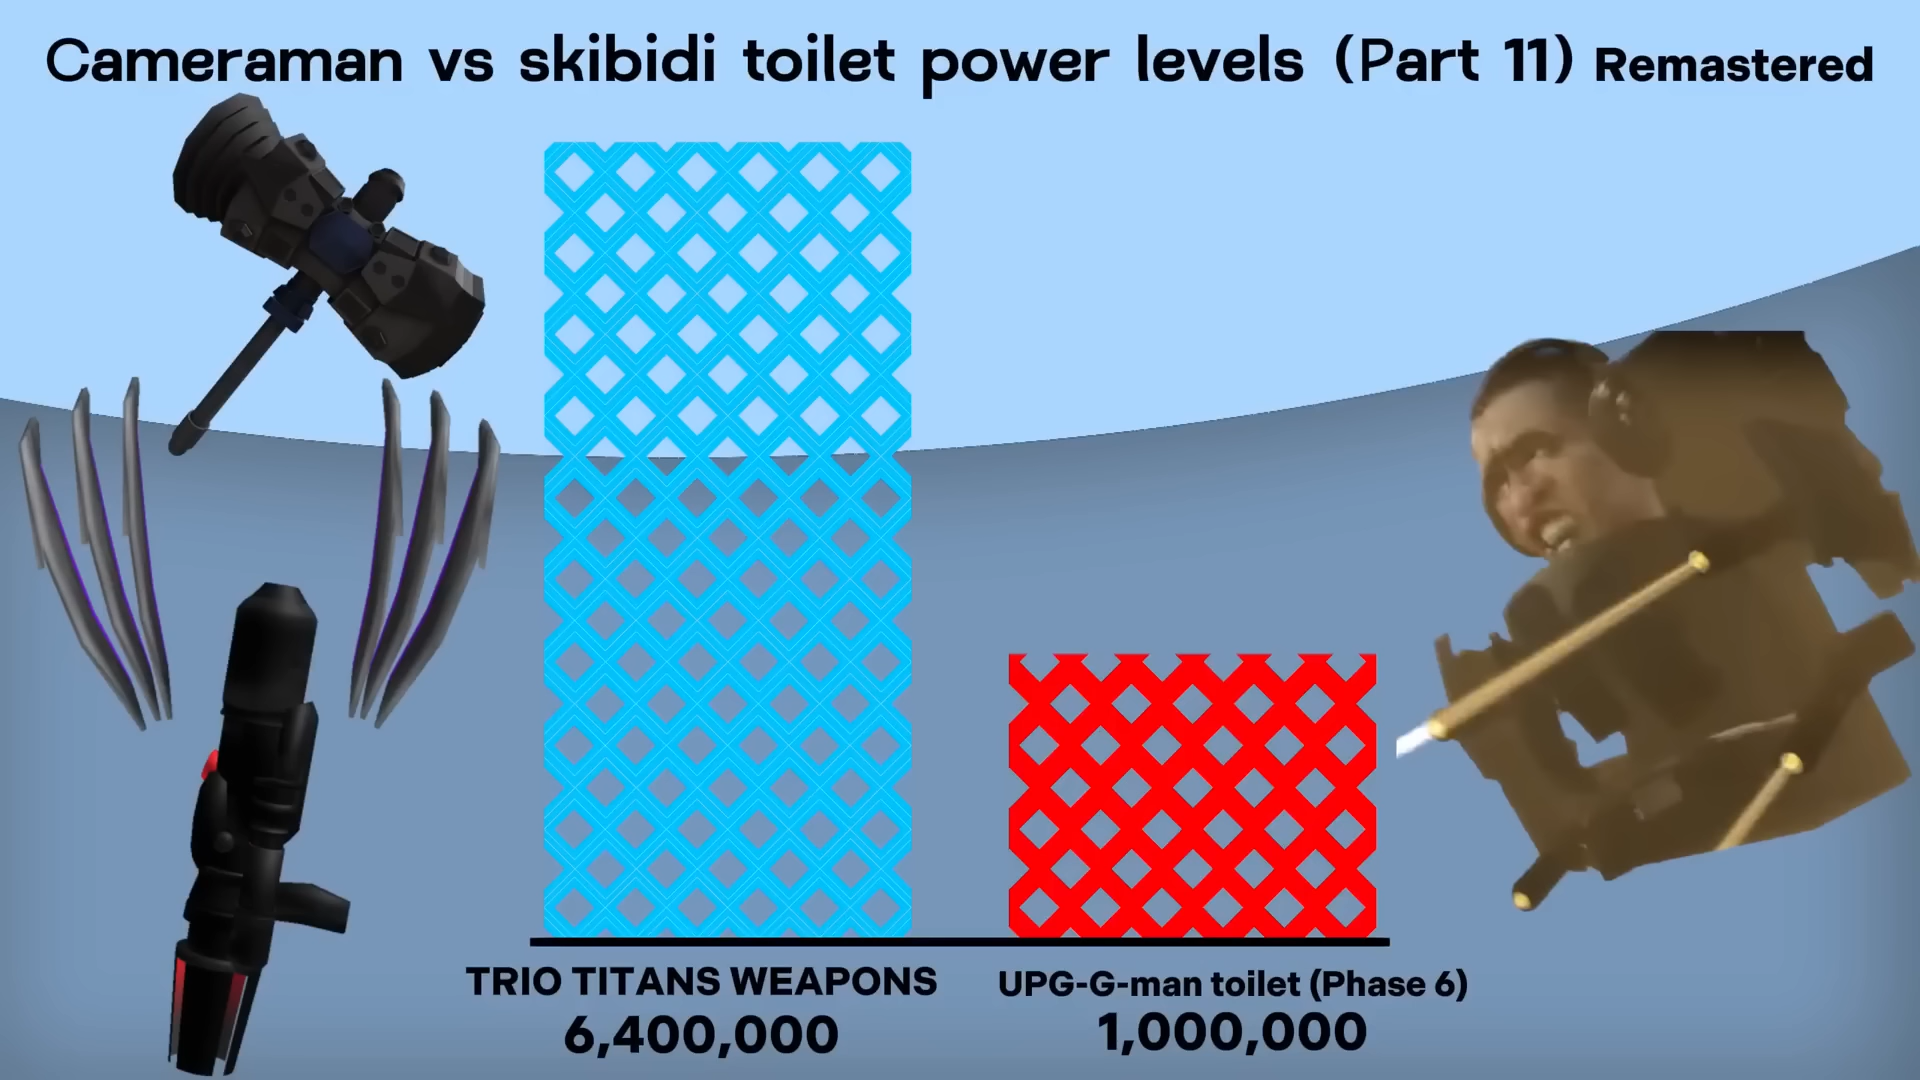 Cameraman vs skibidi toilet power levels (Part 11) Remastered
TRIO TITANS WEAPONS
6,400,000
UPG-G-man toilet (Phase 6)
1,000,000